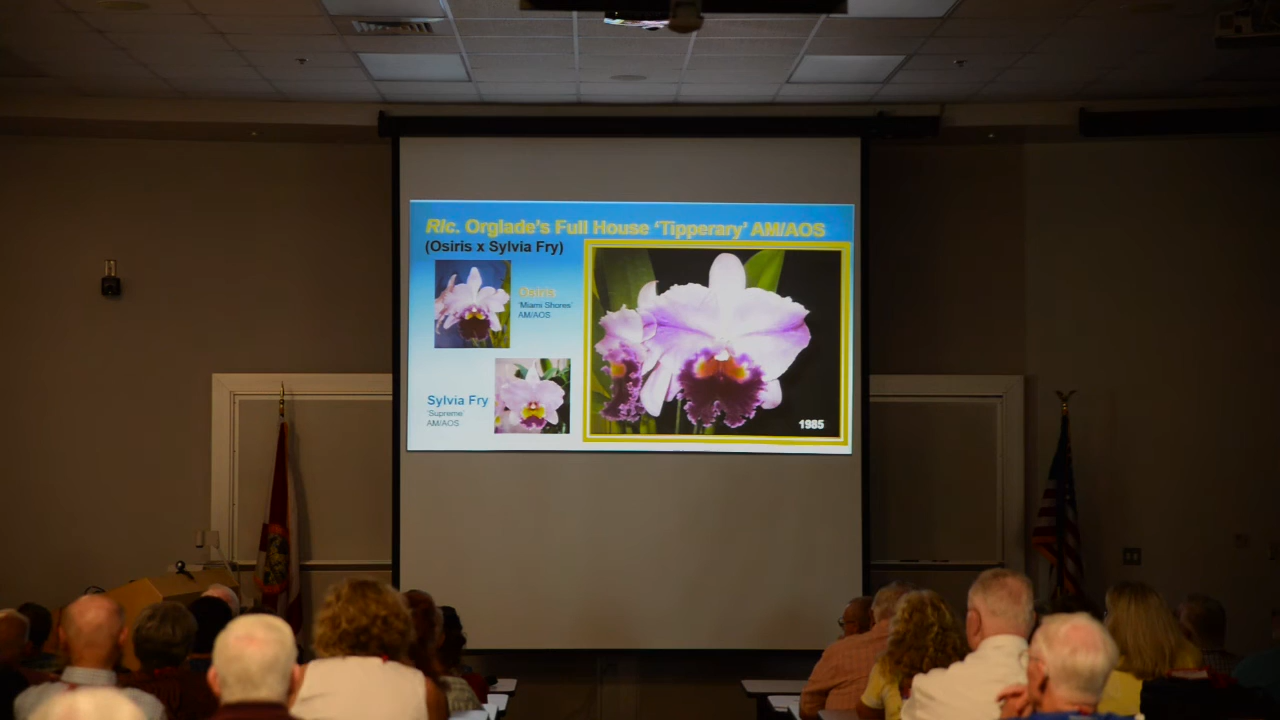 Rlc. Orglade's Full House 'Tipperary' AM/AOS
(Osiris x Sylvia Fry)
Osiris
'Miami Shores'
AM/AOS
Sylvia Fry
'Supreme'
AM/AOS
1985